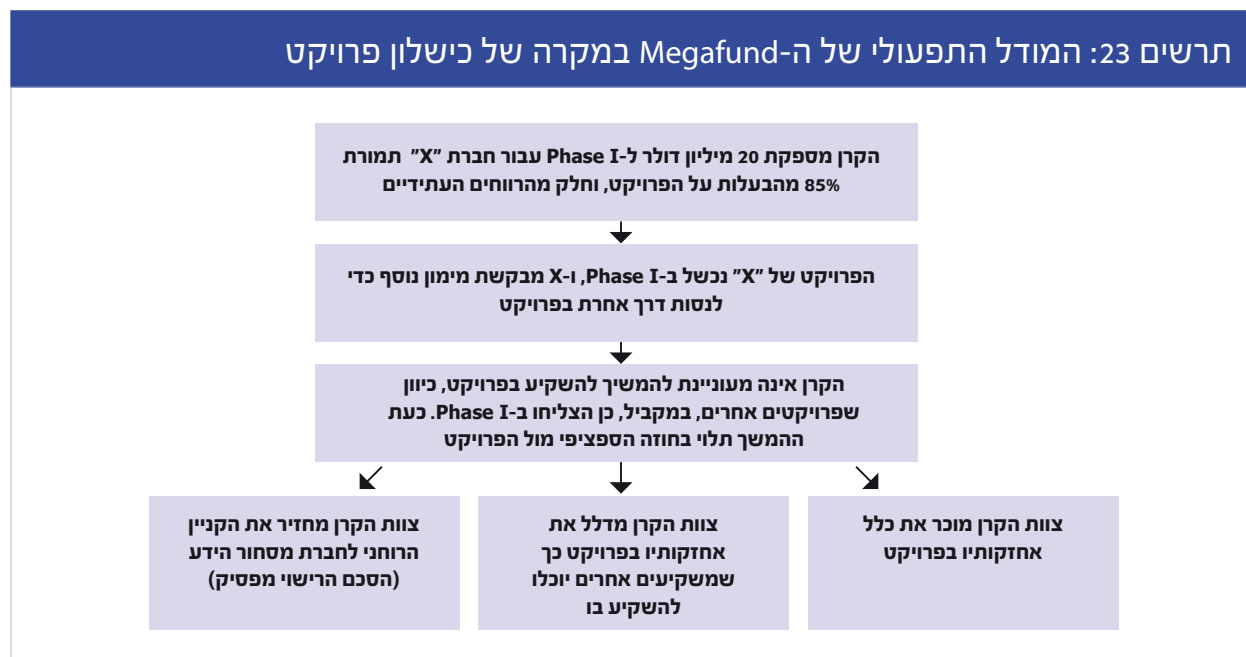 תרשים 23: המודל התפעולי של ה-Megafund במקרה של כישלון פרויקט
הקרן מספקת 20 מיליון דולר ל-Phase I עבור חברת "X" תמורת
85% מהבעלות על הפרויקט, וחלק מהרווחים העתידיים
הפרויקט של "X" נכשל ב-Phase I, ו-X מבקשת מימון נוסף כדי
לנסות דרך אחרת בפרויקט
הקרן אינה מעוניינת להמשיך להשקיע בפרויקט, כיוון
שפרויקטים אחרים, במקביל, כן הצליחו ב-Phase I. כעת
ההמשך תלוי בחוזה הספציפי מול הפרויקט
צוות הקרן מוכר את כלל
אחזקותיו בפרויקט
צוות הקרן מדלל את
אחזקותיו בפרויקט כך
שמשקיעים אחרים יוכלו
להשקיע בו
צוות הקרן מחזיר את הקניין
הרוחני לחברת מסחור הידע
(הסכם הרישוי מפסיק)